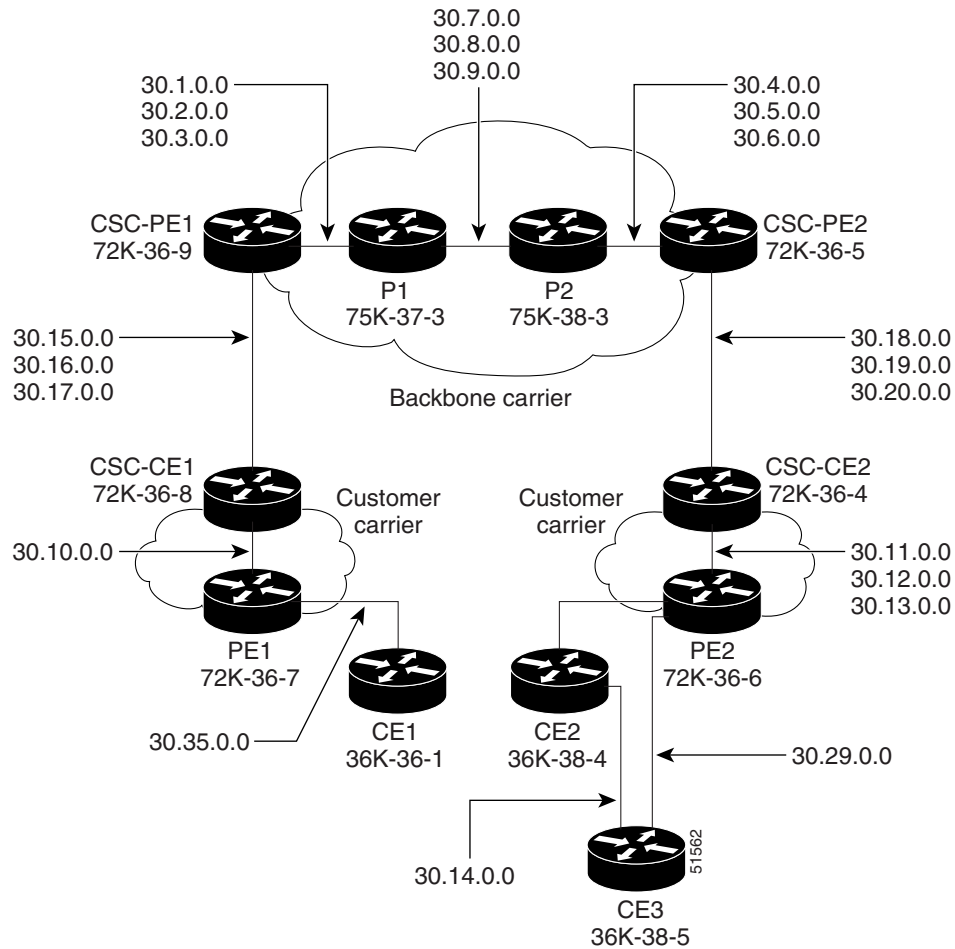 30.7.0.0
30.8.0.0
30.9.0.0
30.1.0.0
30.2.0.0
30.3.0.0
30.4.0.0
30.5.0.0
30.6.0.0
CSC-PE1
72K-36-9
P1
75K-37-3
P2
75K-38-3
CSC-PE2
72K-36-5
30.15.0.0
30.16.0.0
30.17.0.0
Backbone carrier
30.18.0.0
30.19.0.0
30.20.0.0
CSC-CE1
72K-36-8
Customer
carrier
Customer
carrier
CSC-CE2
72K-36-4
30.10.0.0
30.11.0.0
30.12.0.0
30.13.0.0
PE1
72K-36-7
PE2
72K-36-6
30.35.0.0
CE1
36K-36-1
CE2
36K-38-4
30.29.0.0
30.14.0.0
51562
CE3
36K-38-5